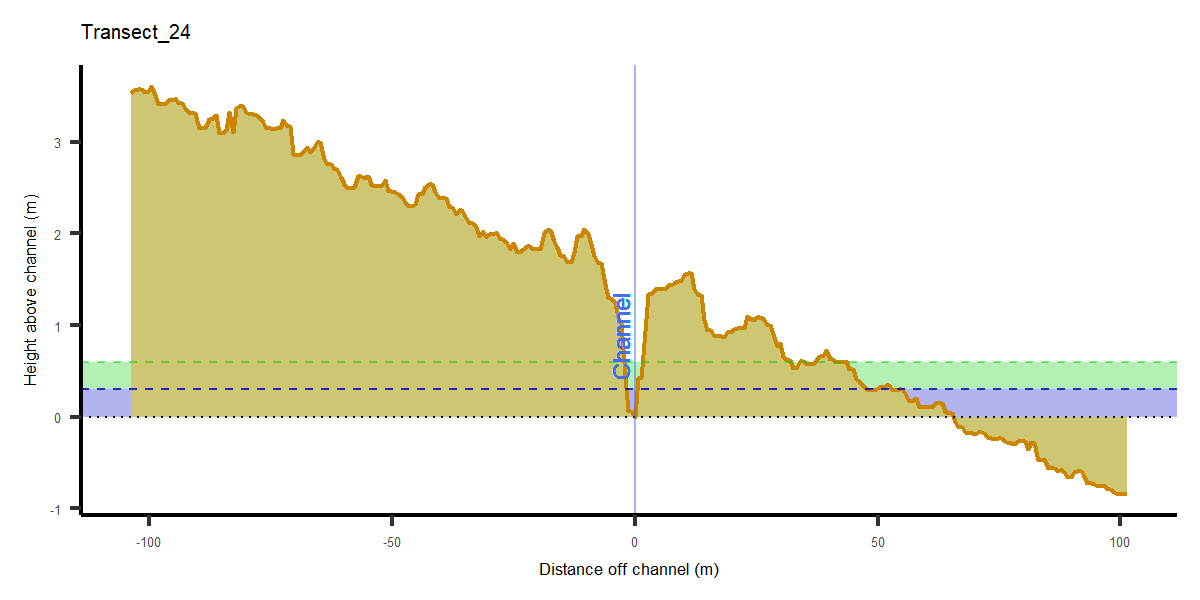 Transect_24
Height above channel (m)
3
2
1
0
-1
Channel
-100
-50
0
50
100
Distance off channel (m)